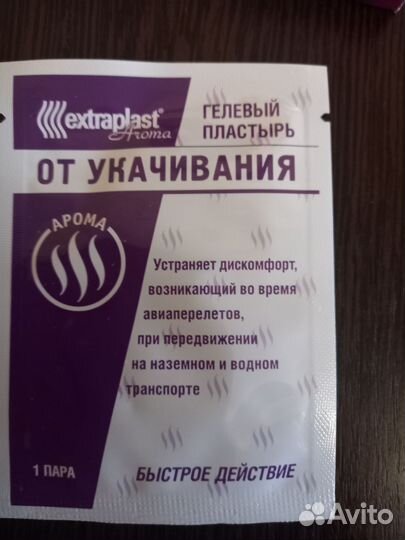 extraplast®
Aroma
ГЕЛЕВЫЙ
ПЛАСТЫРЬ
ОТ УКАЧИВАНИЯ
АРОМА
Устраняет дискомфорт,
возникающий во время
авиаперелетов,
при передвижении
на наземном и водном
транспорте
1 ПАРА
БЫСТРОЕ ДЕЙСТВИЕ
Avito